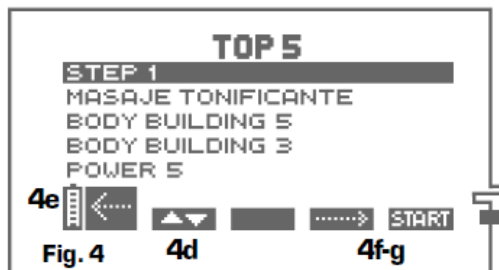 TOP 5
STEP 1
MASAJE TONIFICANTE
BODY BUILDING 5
BODY BUILDING 3
POWER 5
4e
START
Fig. 4 4d 4f-g